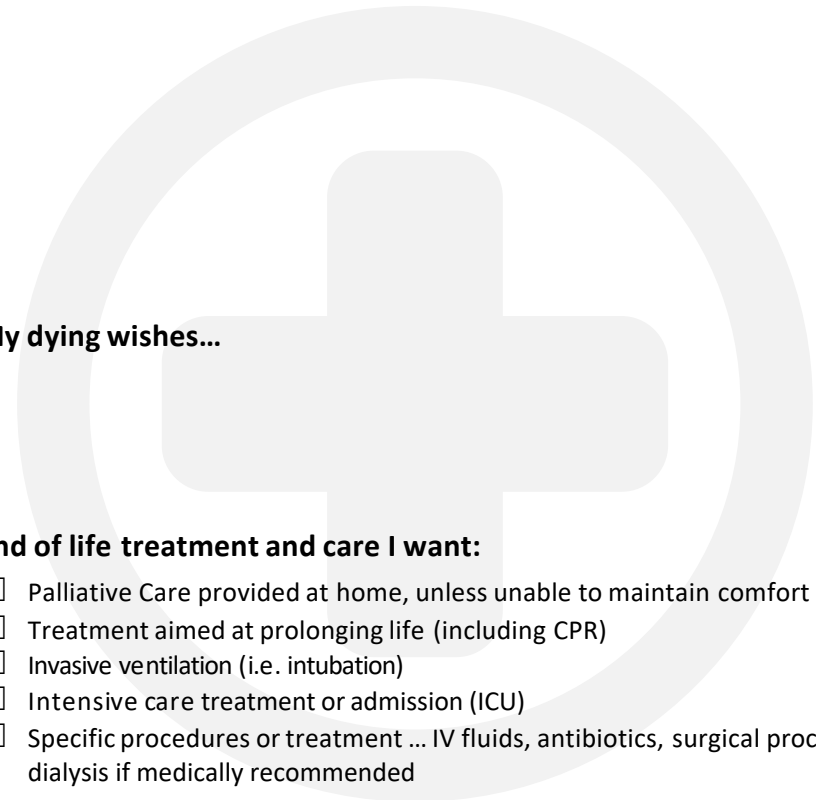 dying wishes…
of life treatment and care I want:
Palliative Care provided at home, unless unable to maintain comfort
Treatment aimed at prolonging life (including CPR)
Invasive ventilation (i.e. intubation)
Intensive care treatment or admission (ICU)
Specific procedures or treatment … IV fluids, antibiotics, surgical
dialysis if medically recommended